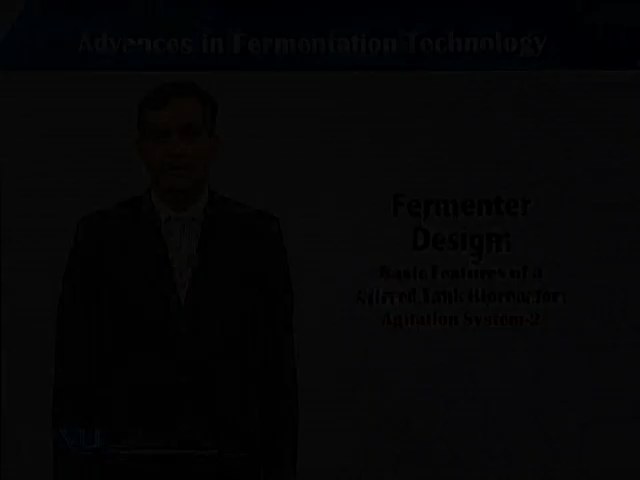 Advances in Fermentation Technology
Fermenter
Design:
Basic Features of a
Stirred Tank Bioreactor:
Agitation System-2
VU